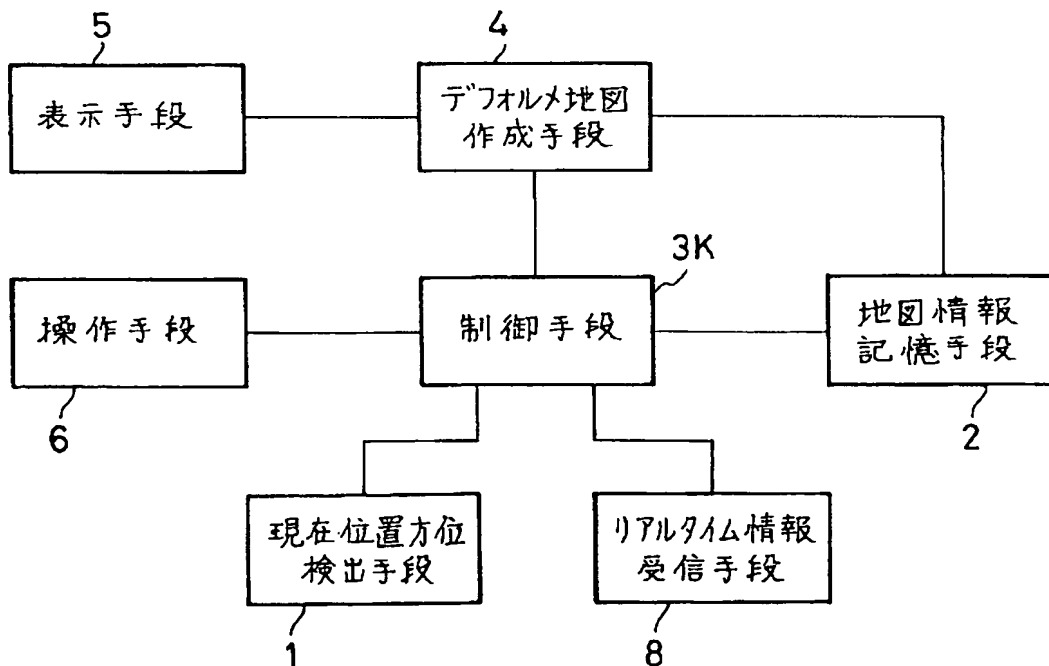 5
表示手段
4
デフォルメ地図
作成手段
3K
制御手段
操作手段
6
地図情報
記憶手段
2
現在位置方位
検出手段
1
リアルタイム情報
受信手段
8